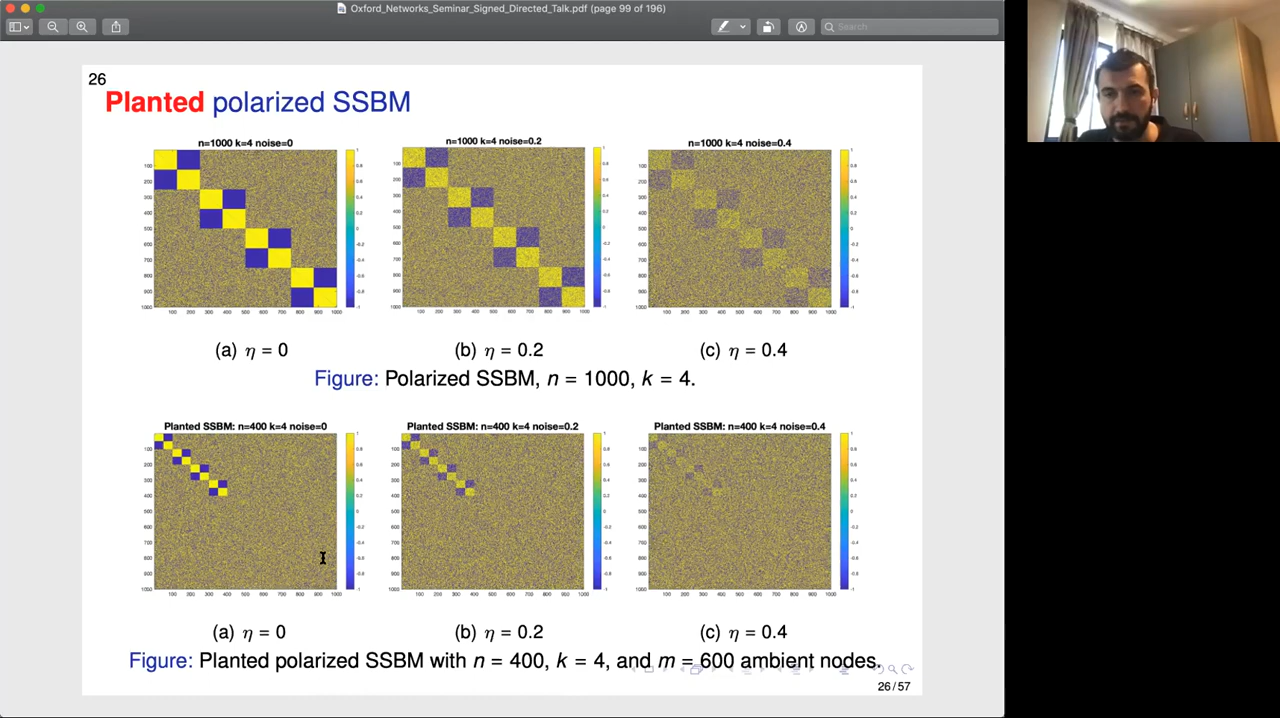 Oxford_Networks_Seminar_Signed_Directed_Talk.pdf (page 99 of 196)
Search
26
Planted polarized SSBM
n=1000 k=4 noise=0
n=1000 k=4 noise=0.2
n=1000 k=4 noise=0.4
(a) η = 0
(b) η = 0.2
(c) η = 0.4
Figure: Polarized SSBM, n = 1000, k = 4.
Planted SSBM: n=400 k=4 noise=0
Planted SSBM: n=400 k=4 noise=0.2
Planted SSBM: n=400 k=4 noise=0.4
(a) η = 0
(b) η = 0.2
(c) η = 0.4
Figure: Planted polarized SSBM with n = 400, k = 4, and m = 600 ambient nodes.
26/57